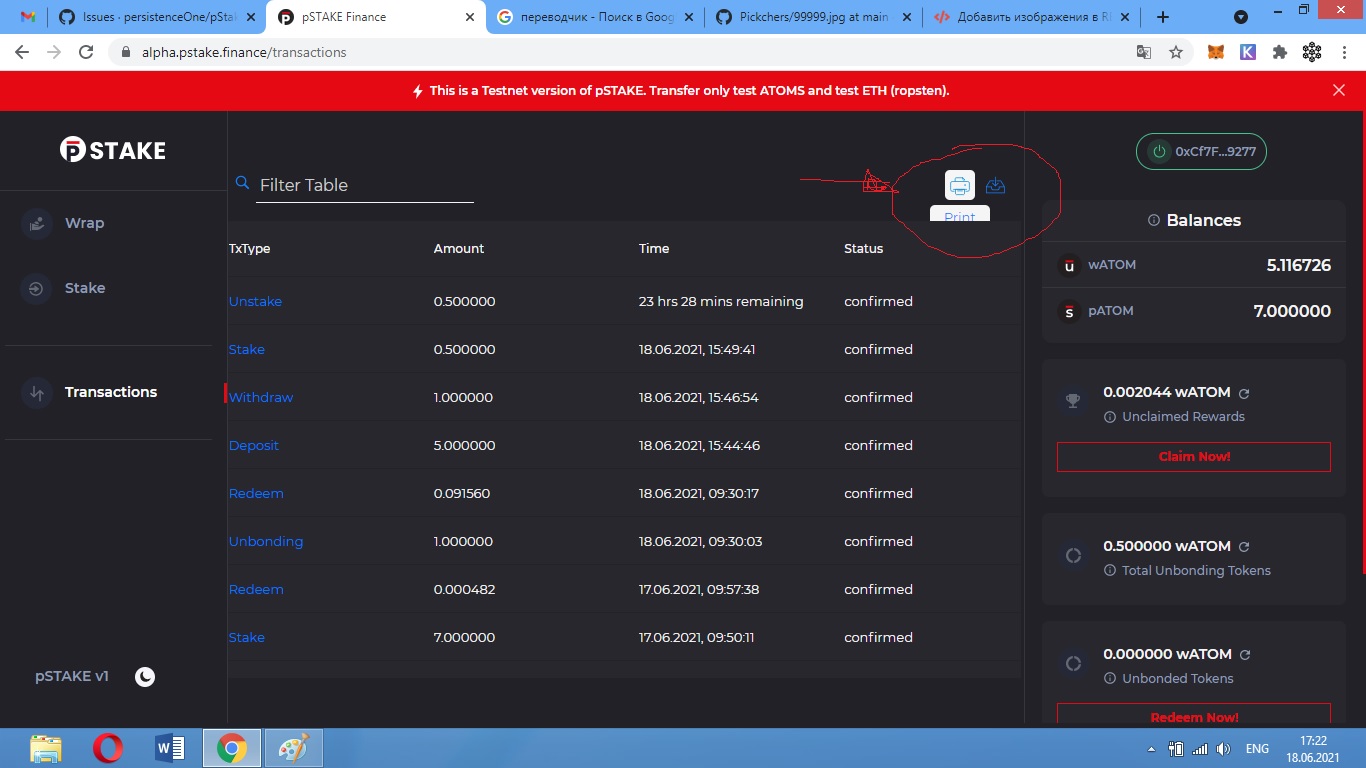 Issues · persistenceOne/pStak
pSTAKE Finance
переводчик - Поиск в Goog
Pickchers/99999.jpg at main
Добавить изображения в RE
alpha.pstake.finance/transactions
This is a Testnet version of pSTAKE. Transfer only test ATOMS and test ETH (ropsten).
pSTAKE
0xCf7F...9277
Filter Table
Print
Wrap
Stake
Transactions
pSTAKE v1
TxType Amount Time Status
Unstake 0.500000 23 hrs 28 mins remaining confirmed
Stake 0.500000 18.06.2021, 15:49:41 confirmed
Withdraw 1.000000 18.06.2021, 15:46:54 confirmed
Deposit 5.000000 18.06.2021, 15:44:46 confirmed
Redeem 0.091560 18.06.2021, 09:30:17 confirmed
Unbonding 1.000000 18.06.2021, 09:30:03 confirmed
Redeem 0.000482 17.06.2021, 09:57:38 confirmed
Stake 7.000000 17.06.2021, 09:50:11 confirmed
Balances
wATOM 5.116726
pATOM 7.000000
0.002044 wATOM
Unclaimed Rewards
Claim Now!
0.500000 wATOM
Total Unbonding Tokens
0.000000 wATOM
Unbonded Tokens
Redeem Now!
ENG
17:22
18.06.2021